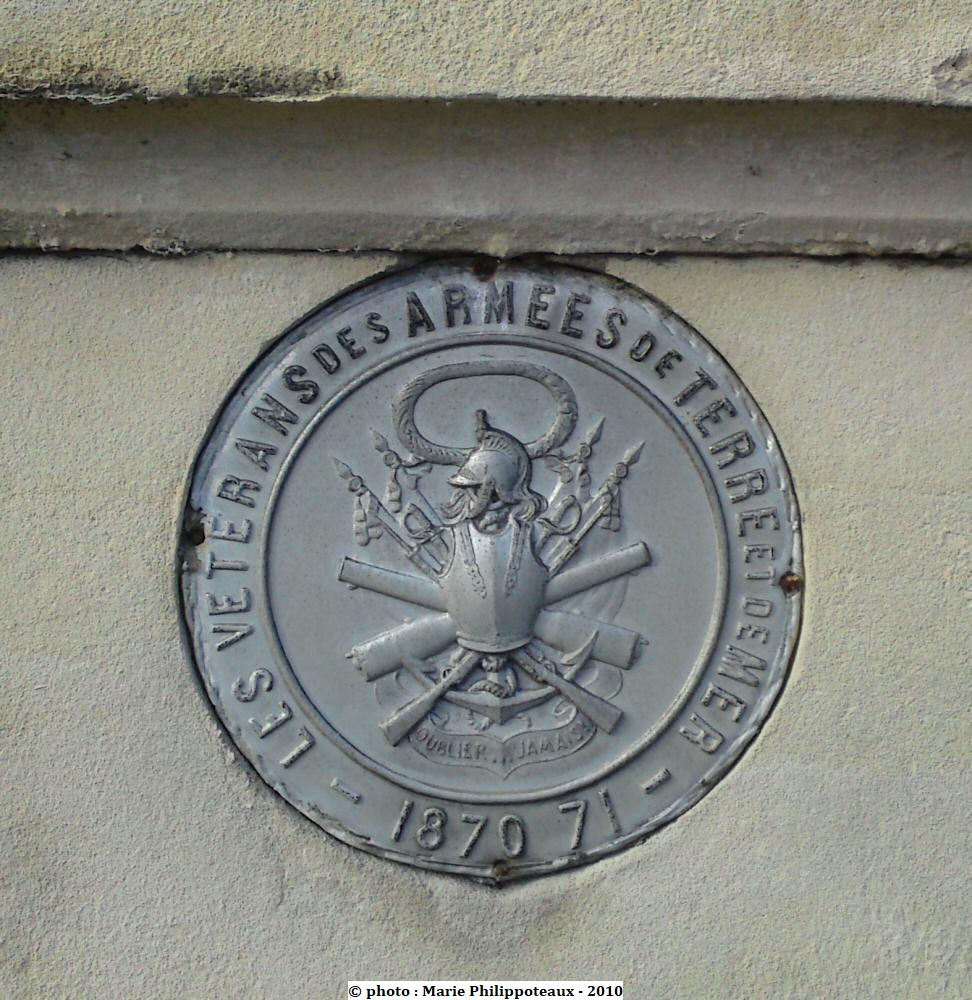 LES VETERANS DES ARMEES DE TERRE ET DE MER
OUBLIER JAMAIS
- 1870 71 -
© photo : Marie Philippoteaux - 2010